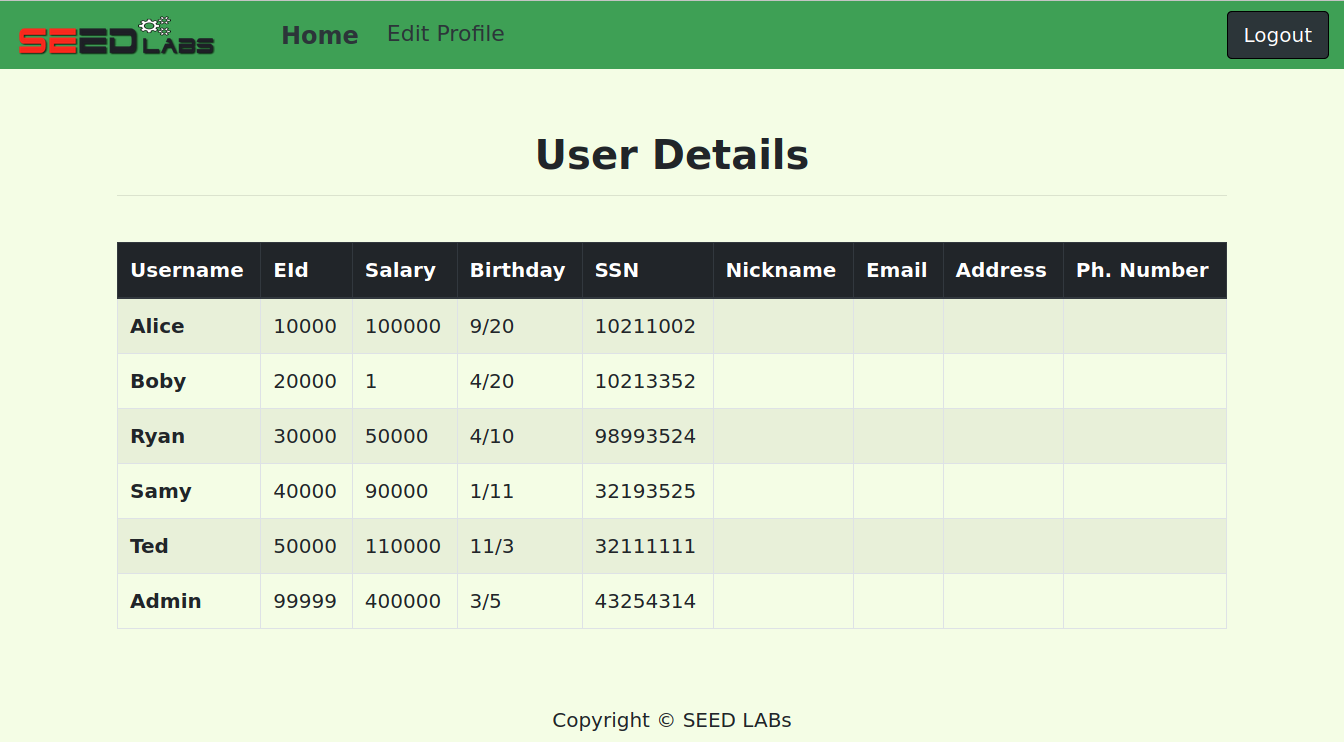 SEED LABS Home Edit Profile Logout
User Details
Username EId Salary Birthday SSN Nickname Email Address Ph. Number
Alice 10000 100000 9/20 10211002
Boby 20000 1 4/20 10213352
Ryan 30000 50000 4/10 98993524
Samy 40000 90000 1/11 32193525
Ted 50000 110000 11/3 32111111
Admin 99999 400000 3/5 43254314
Copyright © SEED LABs